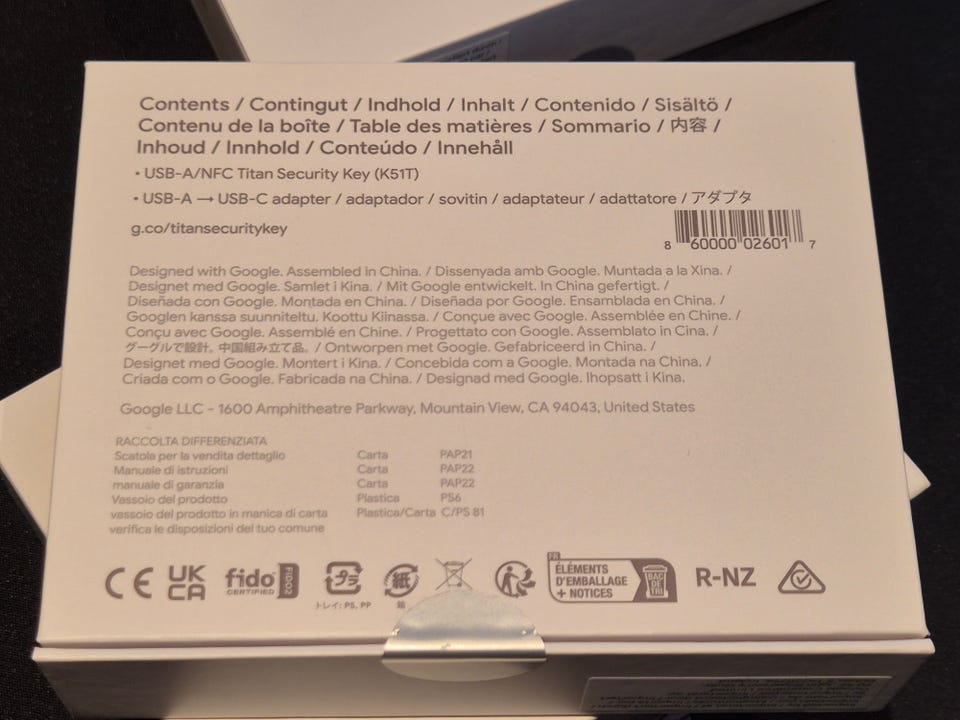 Contents / Contingut / Indhold / Inhalt / Contenido / Sisältö /
Contenu de la boîte / Table des matières / Sommario / 内容 /
Inhoud / Innhold / Conteúdo / Innehåll
• USB-A/NFC Titan Security Key (K51T)
• USB-A → USB-C adapter / adaptador / sovitin / adaptateur / adattatore / アダプタ
g.co/titansecuritykey
8 60000 02601 7
Designed with Google. Assembled in China. / Dissenyada amb Google. Muntada a la Xina. /
Designet med Google. Samlet i Kina. / Mit Google entwickelt. In China gefertigt. /
Diseñada con Google. Montada en China. / Diseñada por Google. Ensamblada en China. /
Googlen kanssa suunniteltu. Koottu Kiinassa. / Conçue avec Google. Assemblée en Chine. /
Conçu avec Google. Assemblé en Chine. / Progettato con Google. Assemblato in Cina. /
グーグルで設計。中国組み立て品。 / Ontworpen met Google. Gefabriceerd in China. /
Designet med Google. Montert i Kina. / Concebida com a Google. Montada na China. /
Criada com o Google. Fabricada na China. / Designad med Google. Ihopsatt i Kina.
Google LLC - 1600 Amphitheatre Parkway, Mountain View, CA 94043, United States
RACCOLTA DIFFERENZIATA
Scatola per la vendita dettaglio Carta PAP21
Manuale di istruzioni Carta PAP22
manuale di garanzia Carta PAP22
Vassoio del prodotto Plastica PS6
vassoio del prodotto in manica di carta Plastica/Carta C/PS 81
verifica le disposizioni del tuo comune
CE UK CA fido CERTIFIED FIDO2 プラ 紙 FR ÉLÉMENTS D'EMBALLAGE + NOTICES BAC DE TRI R-NZ
トレイ: PS, PP 箱